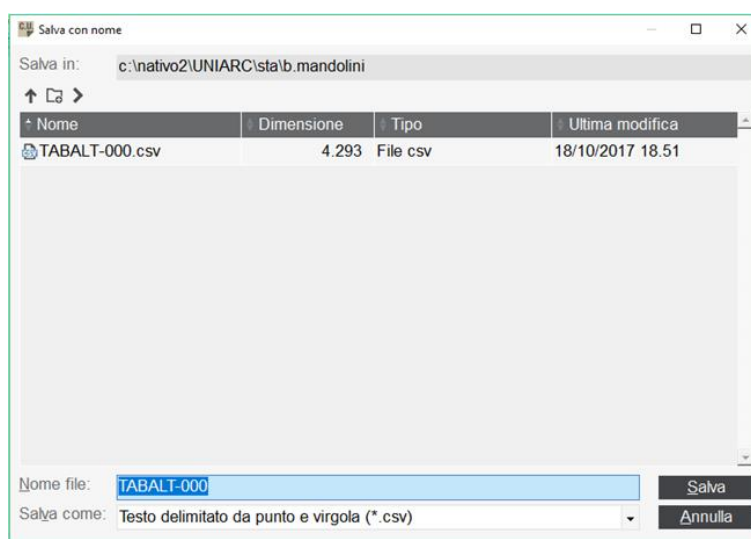 Salva con nome
Salva in: c:\nativo2\UNIARC\sta\b.mandolini
Nome Dimensione Tipo Ultima modifica
TABALT-000.csv 4.293 File csv 18/10/2017 18.51
Nome file: TABALT-000 Salva
Salva come: Testo delimitato da punto e virgola (*.csv) Annulla